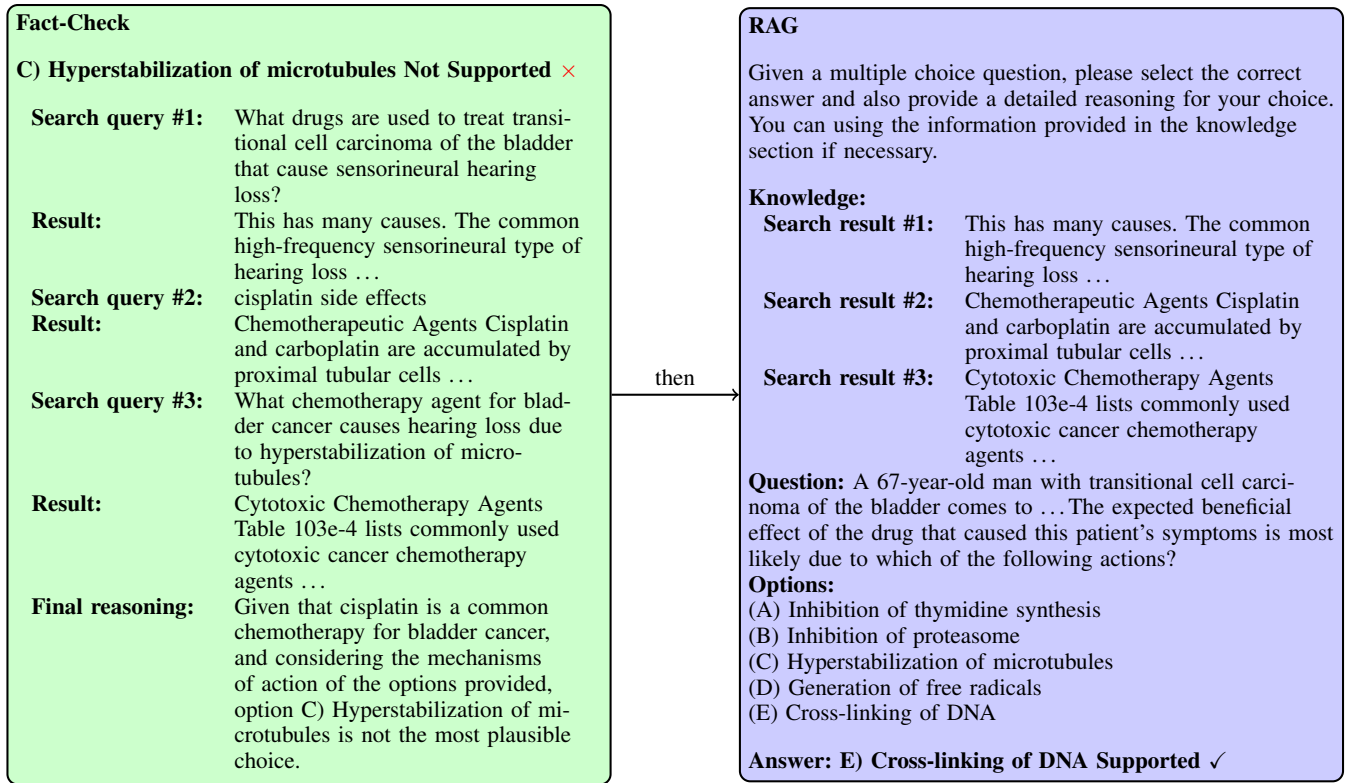 Fact-Check
C) Hyperstabilization of microtubules Not Supported ×
Search query #1: What drugs are used to treat transi-
tional cell carcinoma of the bladder
that cause sensorineural hearing
loss?
Result: This has many causes. The common
high-frequency sensorineural type of
hearing loss ...
Search query #2: cisplatin side effects
Result: Chemotherapeutic Agents Cisplatin
and carboplatin are accumulated by
proximal tubular cells ...
Search query #3: What chemotherapy agent for blad-
der cancer causes hearing loss due
to hyperstabilization of micro-
tubules?
Result: Cytotoxic Chemotherapy Agents
Table 103e-4 lists commonly used
cytotoxic cancer chemotherapy
agents ...
Final reasoning: Given that cisplatin is a common
chemotherapy for bladder cancer,
and considering the mechanisms
of action of the options provided,
option C) Hyperstabilization of mi-
crotubules is not the most plausible
choice.
then
RAG
Given a multiple choice question, please select the correct
answer and also provide a detailed reasoning for your choice.
You can using the information provided in the knowledge
section if necessary.
Knowledge:
Search result #1: This has many causes. The common
high-frequency sensorineural type of
hearing loss ...
Search result #2: Chemotherapeutic Agents Cisplatin
and carboplatin are accumulated by
proximal tubular cells ...
Search result #3: Cytotoxic Chemotherapy Agents
Table 103e-4 lists commonly used
cytotoxic cancer chemotherapy
agents ...
Question: A 67-year-old man with transitional cell carci-
noma of the bladder comes to ... The expected beneficial
effect of the drug that caused this patient's symptoms is most
likely due to which of the following actions?
Options:
(A) Inhibition of thymidine synthesis
(B) Inhibition of proteasome
(C) Hyperstabilization of microtubules
(D) Generation of free radicals
(E) Cross-linking of DNA
Answer: E) Cross-linking of DNA Supported ✓